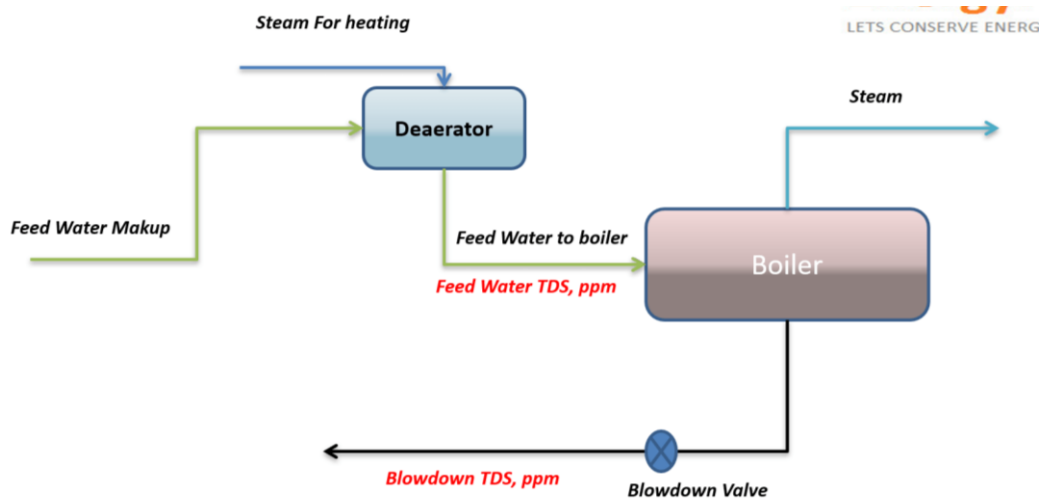 Steam For heating
LETS CONSERVE ENERG
Steam
Deaerator
Feed Water Makup
Feed Water to boiler
Boiler
Feed Water TDS, ppm
Blowdown TDS, ppm
Blowdown Valve